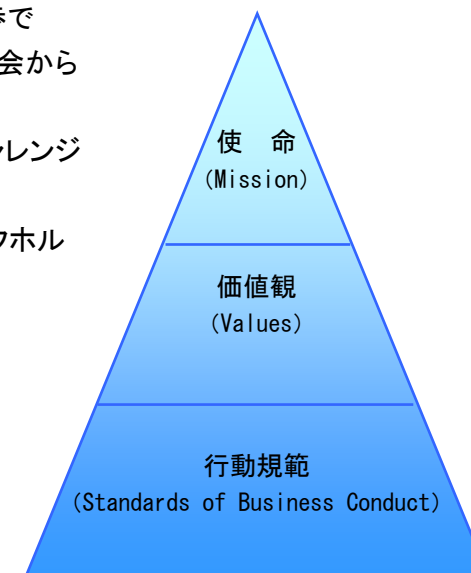 で
会から
レンジ
クホル
使　命
(Mission)
価値観
(Values)
行動規範
(Standards of Business Conduct)